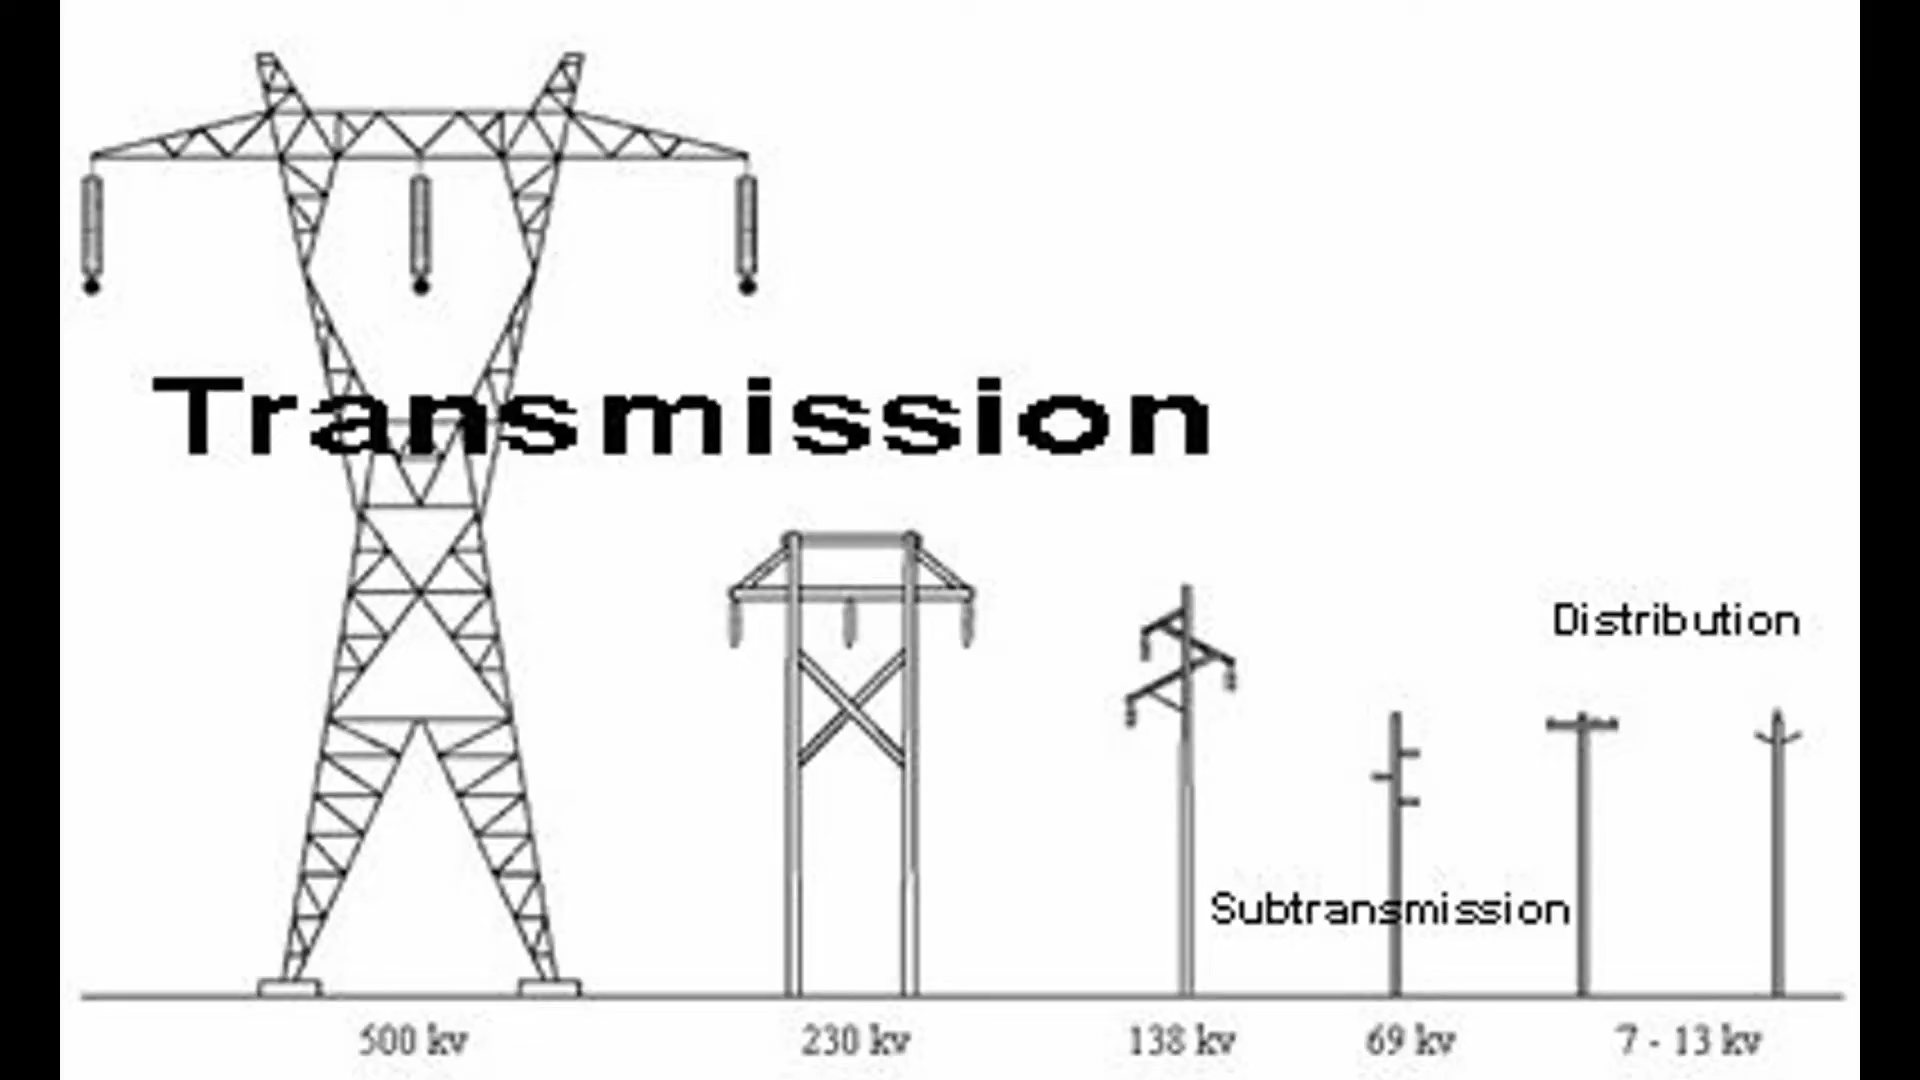 Transmission
Distribution
Subtransmission
500 kv
230 kv
138 kv
69 kv
7 - 13 kv